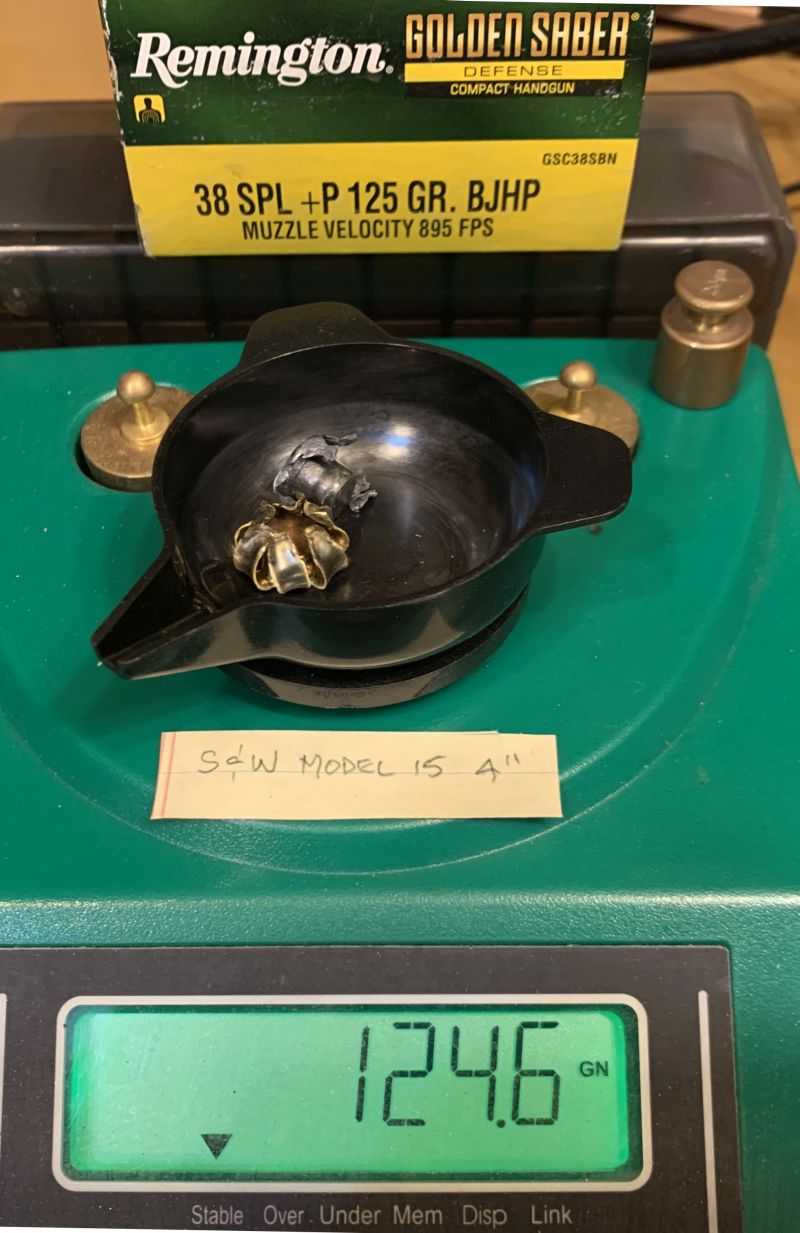 Remington.
GOLDEN SABER®
DEFENSE
COMPACT HANDGUN
GSC38SBN
38 SPL +P 125 GR. BJHP
MUZZLE VELOCITY 895 FPS
S&W MODEL 15 4"
124.6 GN
Stable Over Under Mem Disp Link